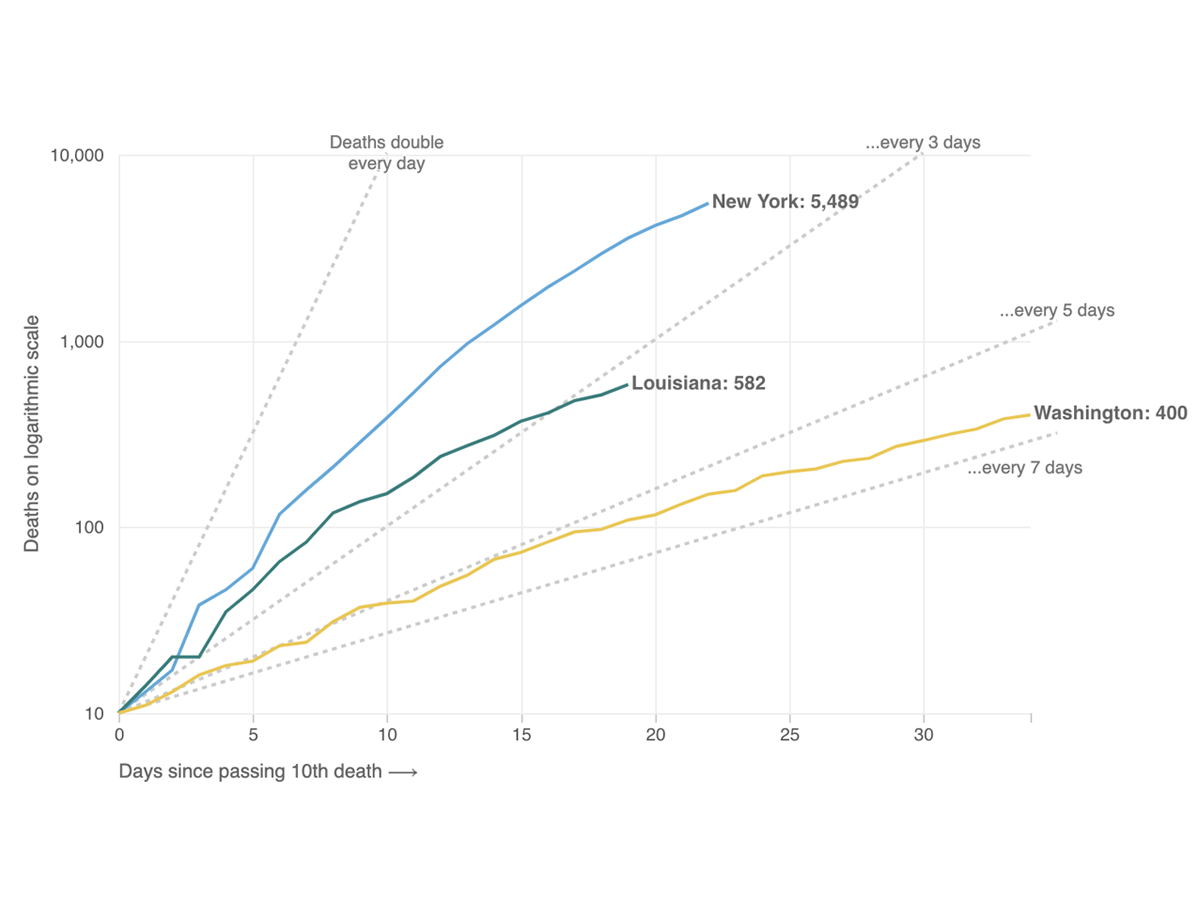 Deaths double
every day
...every 3 days
10,000
New York: 5,489
...every 5 days
1,000
Louisiana: 582
Washington: 400
...every 7 days
100
10
Deaths on logarithmic scale
0
5
10
15
20
25
30
Days since passing 10th death ⟶